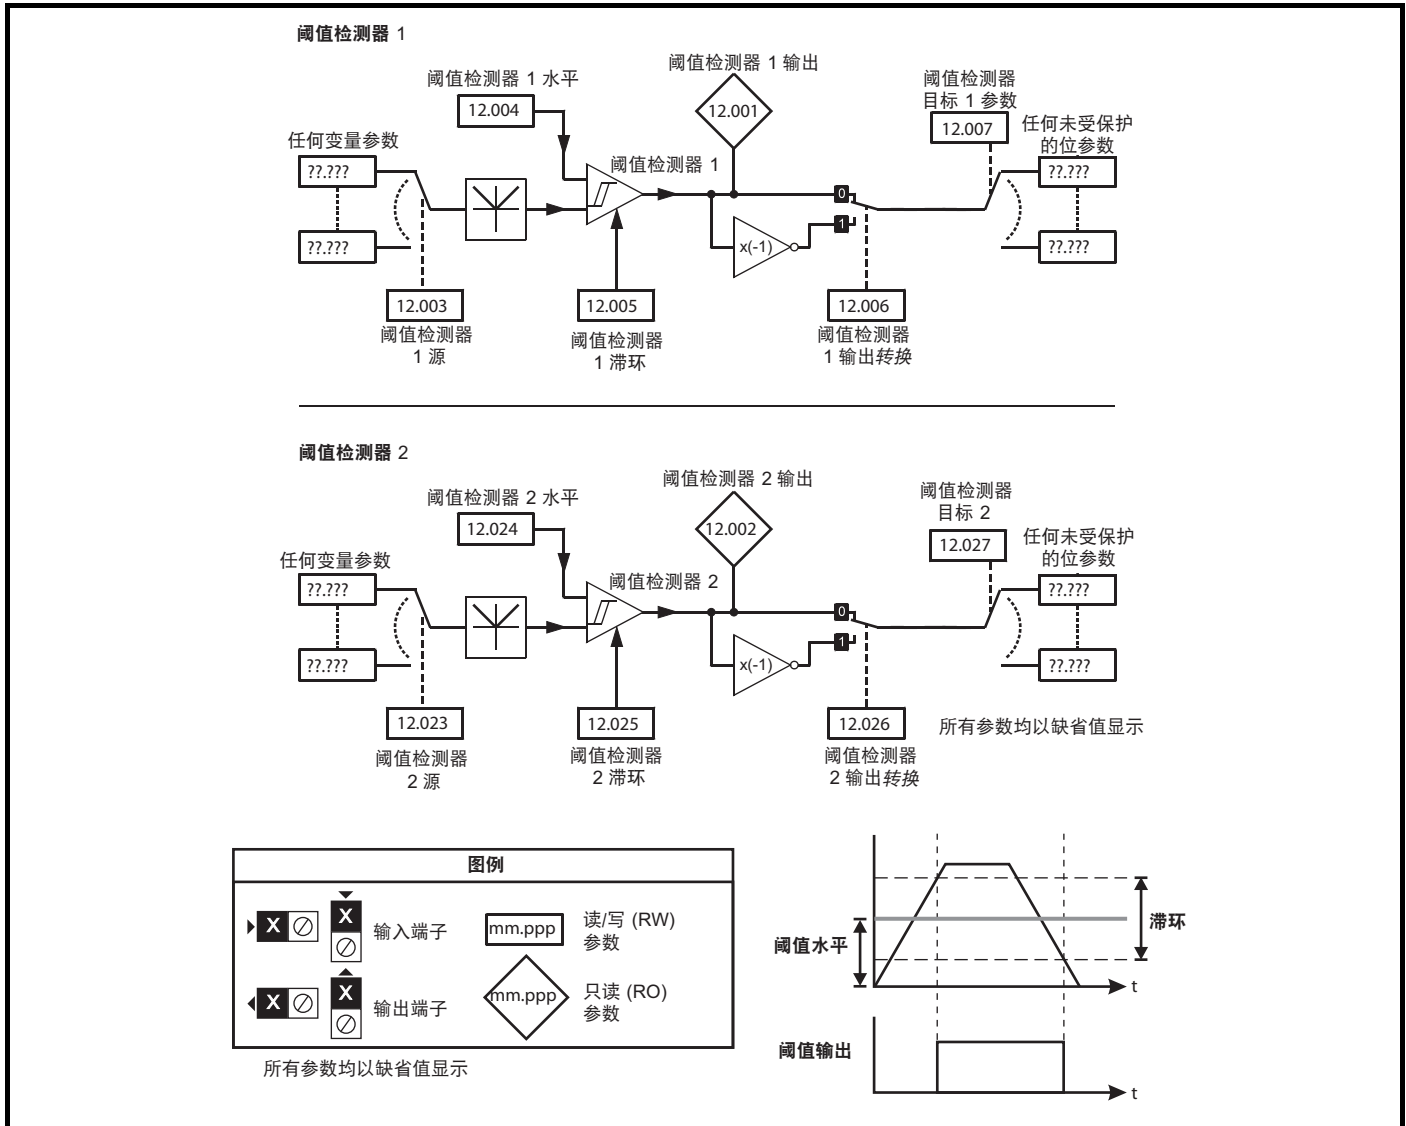 阈值检测器 1
阈值检测器 1 输出
阈值检测器 1 水平
阈值检测器
目标 1 参数
12.004
12.001
12.007
任何变量参数
任何未受保护
的位参数
??.???
阈值检测器 1
??.???
0
1
x(-1)
??.???
??.???
12.003
12.005
12.006
阈值检测器
1 源
阈值检测器
1 滞环
阈值检测器
1 输出转换
阈值检测器 2
阈值检测器 2 输出
阈值检测器 2 水平
阈值检测器
目标 2
12.024
12.002
12.027
任何变量参数
任何未受保护
的位参数
??.???
阈值检测器 2
??.???
0
1
x(-1)
??.???
??.???
12.023
12.025
12.026
所有参数均以缺省值显示
阈值检测器
2 源
阈值检测器
2 滞环
阈值检测器
2 输出转换
图例
X
X
输入端子
mm.ppp
读/写 (RW)
参数
X
X
输出端子
mm.ppp
只读 (RO)
参数
所有参数均以缺省值显示
阈值水平
滞环
t
阈值输出
t